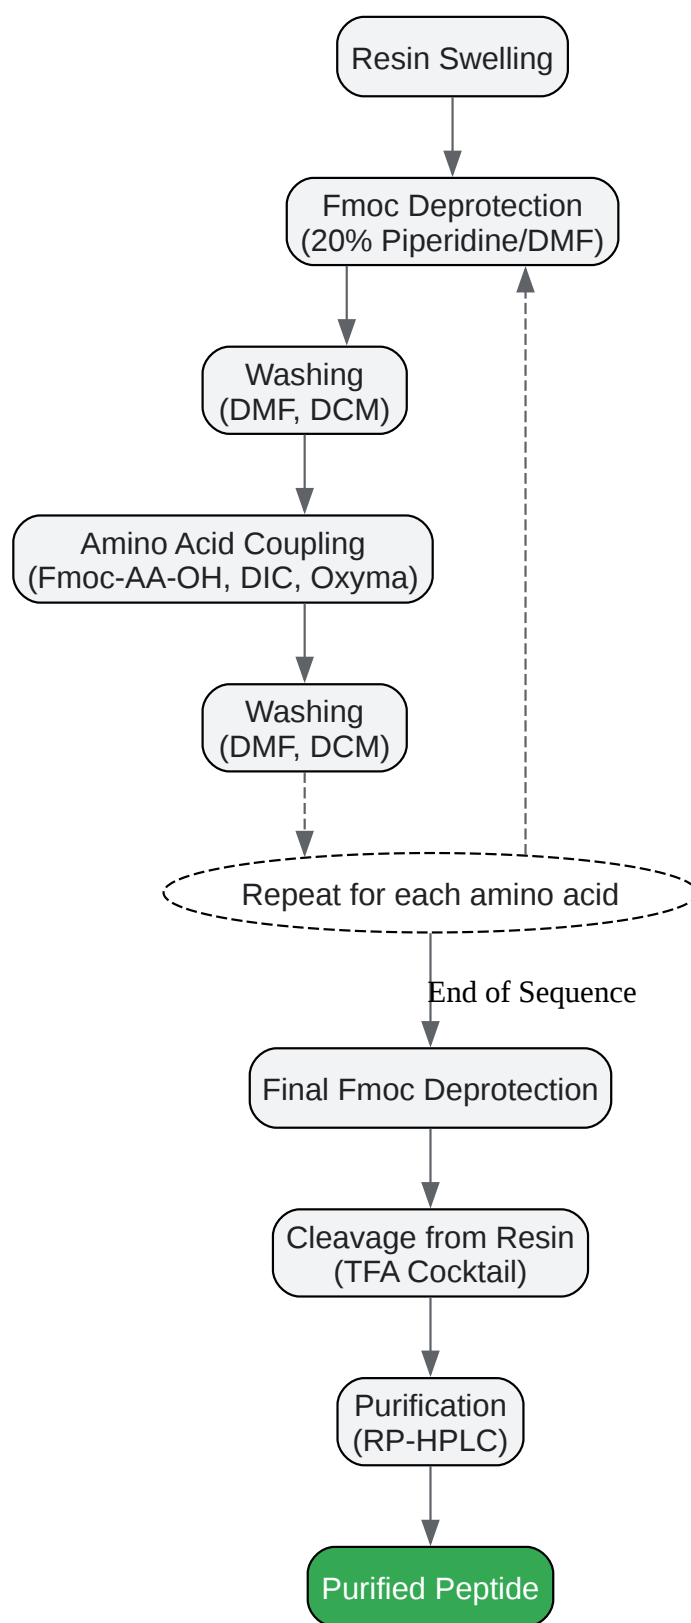 Resin Swelling
Fmoc Deprotection
(20% Piperidine/DMF)
Washing
(DMF, DCM)
Amino Acid Coupling
(Fmoc-AA-OH, DIC, Oxyma)
Washing
(DMF, DCM)
Repeat for each amino acid
End of Sequence
Final Fmoc Deprotection
Cleavage from Resin
(TFA Cocktail)
Purification
(RP-HPLC)
Purified Peptide